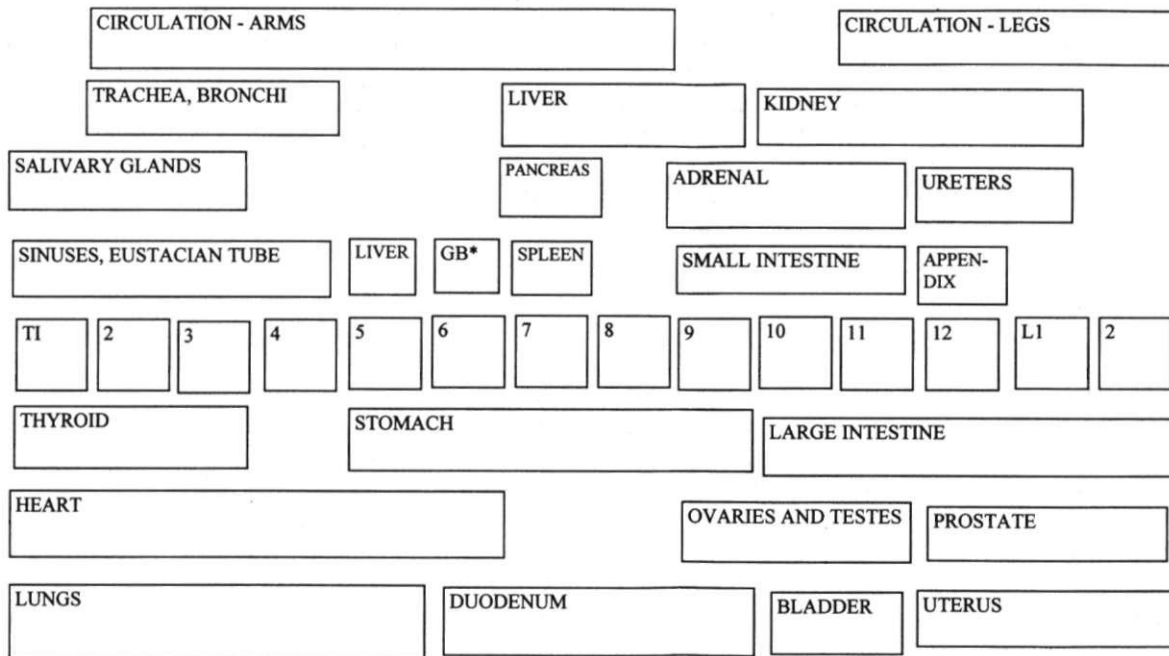 CIRCULATION - ARMS
CIRCULATION - LEGS
TRACHEA, BRONCHI
LIVER
KIDNEY
SALIVARY GLANDS
PANCREAS
ADRENAL
URETERS
SINUSES, EUSTACIAN TUBE
LIVER
GB*
SPLEEN
SMALL INTESTINE
APPEN-
DIX
TI
2
3
4
5
6
7
8
9
10
11
12
L1
2
THYROID
STOMACH
LARGE INTESTINE
HEART
OVARIES AND TESTES
PROSTATE
LUNGS
DUODENUM
BLADDER
UTERUS